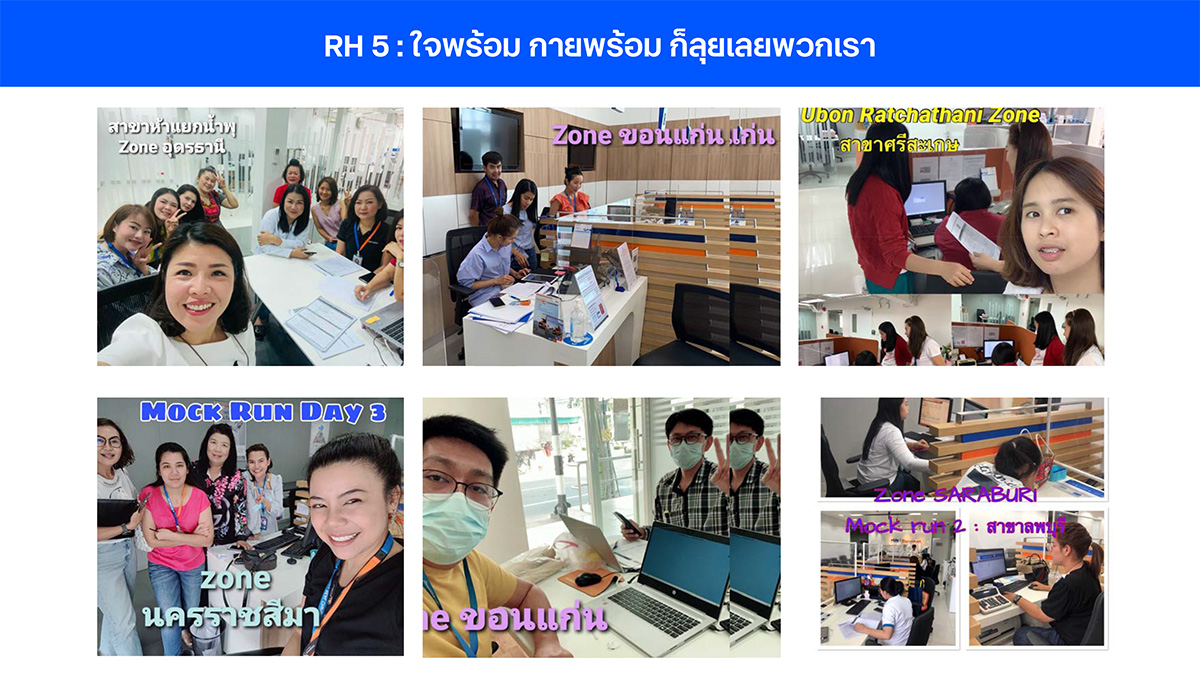 RH 5 : ใจพร้อม กายพร้อม ก็ลุยเลยพวกเรา
สาขาห้าแยกน้ำพุ
Zone อุดรธานี
Zone ขอนแก่น แก่น
Ubon Ratchathani Zone
สาขาศรีสะเกษ
Mock Run Day 3
zone
นครราชสีมา
ne ขอนแก่น
Zone SARABURI
Mock run 2 : สาขาลพบุรี